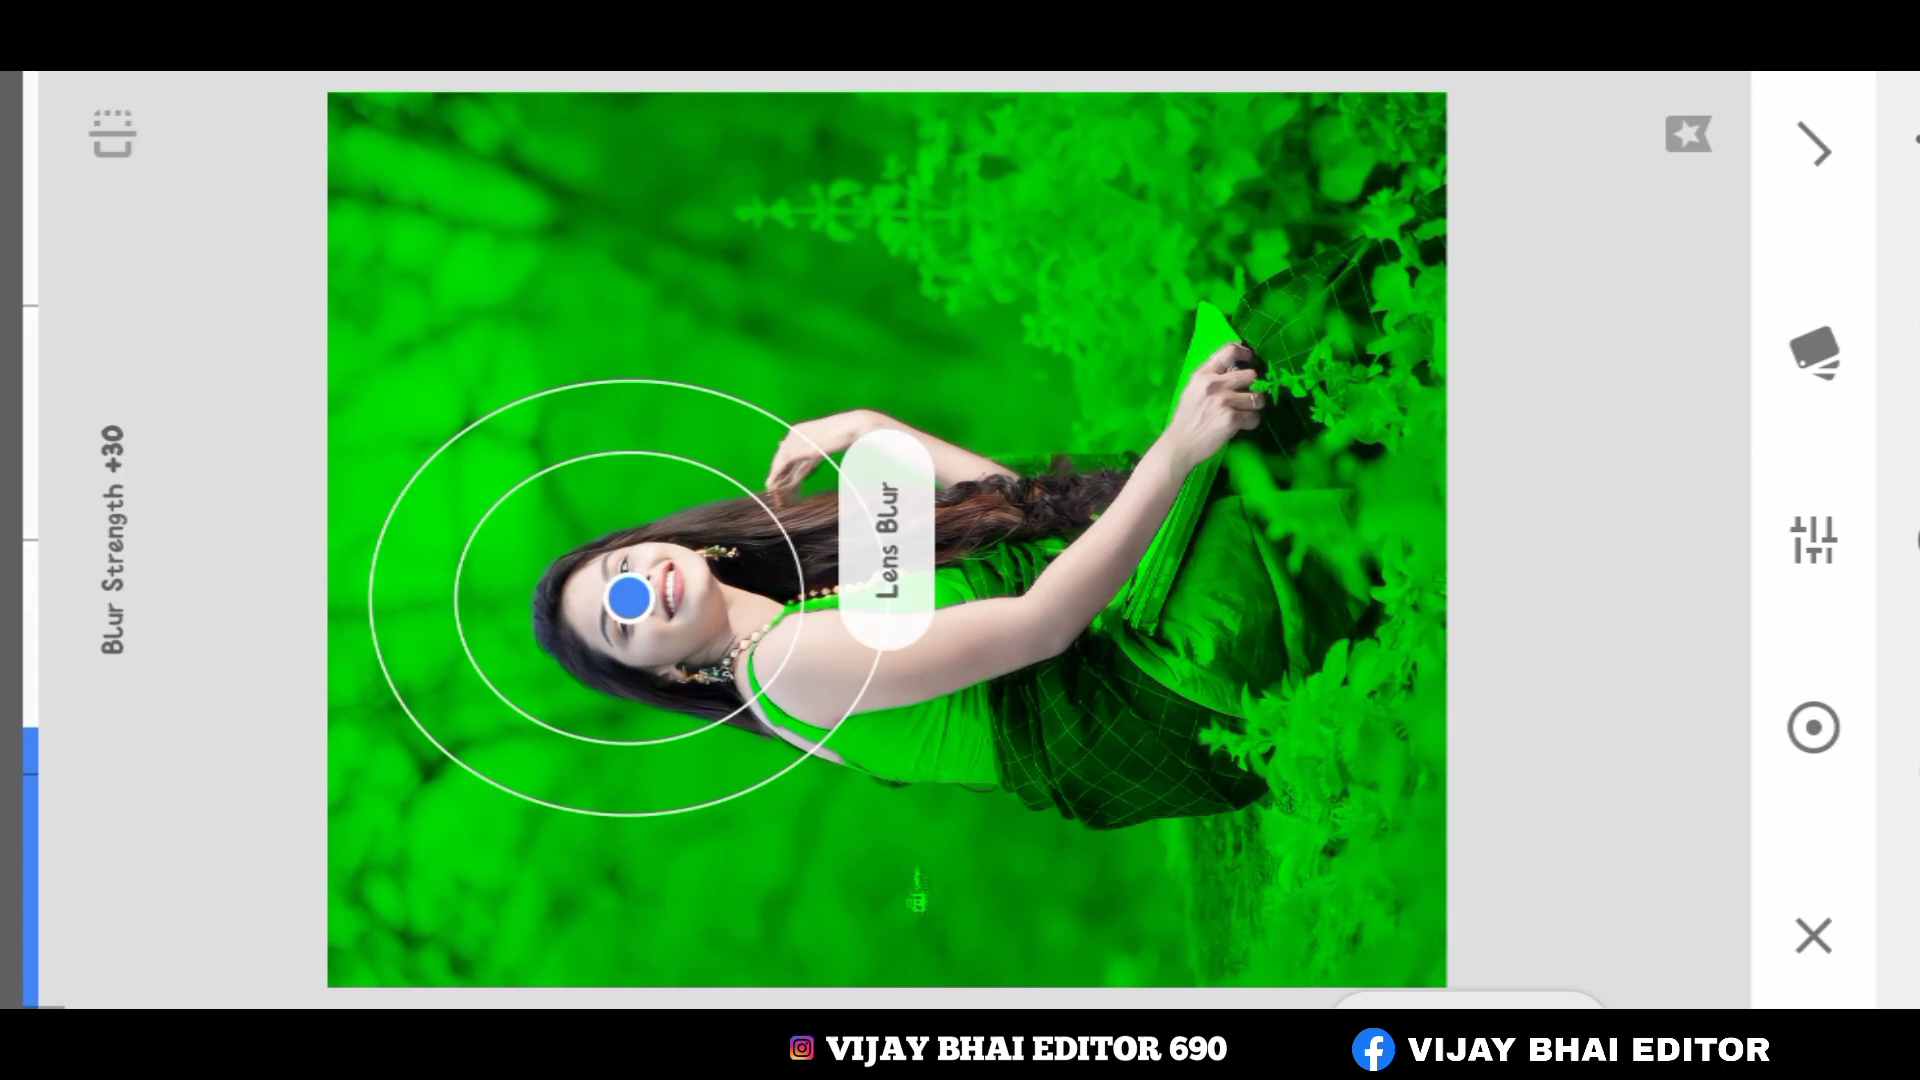 Blur Strength +30
Lens Blur
VIJAY BHAI EDITOR 690
VIJAY BHAI EDITOR